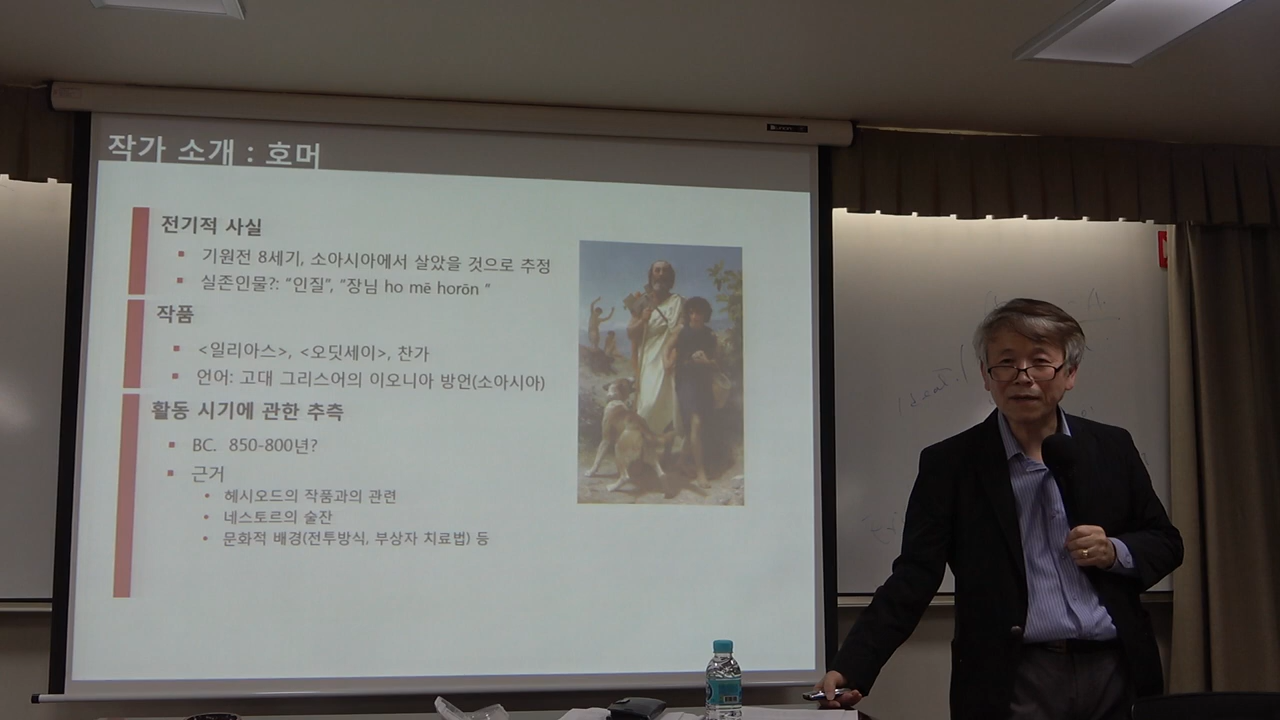 작가 소개 : 호머
전기적 사실
기원전 8세기, 소아시아에서 살았을 것으로 추정
실존인물?: “인질”, “장님 ho mē horōn ”
작품
<일리아스>, <오딧세이>, 찬가
언어: 고대 그리스어의 이오니아 방언(소아시아)
활동 시기에 관한 추측
BC. 850-800년?
근거
헤시오드의 작품과의 관련
네스토르의 술잔
문화적 배경(전투방식, 부상자 치료법) 등